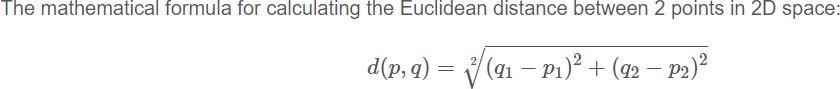 The mathematical formula for calculating the Euclidean distance between 2 points in 2D space:
d(p, q) = ²√((q₁ − p₁)² + (q₂ − p₂)²)